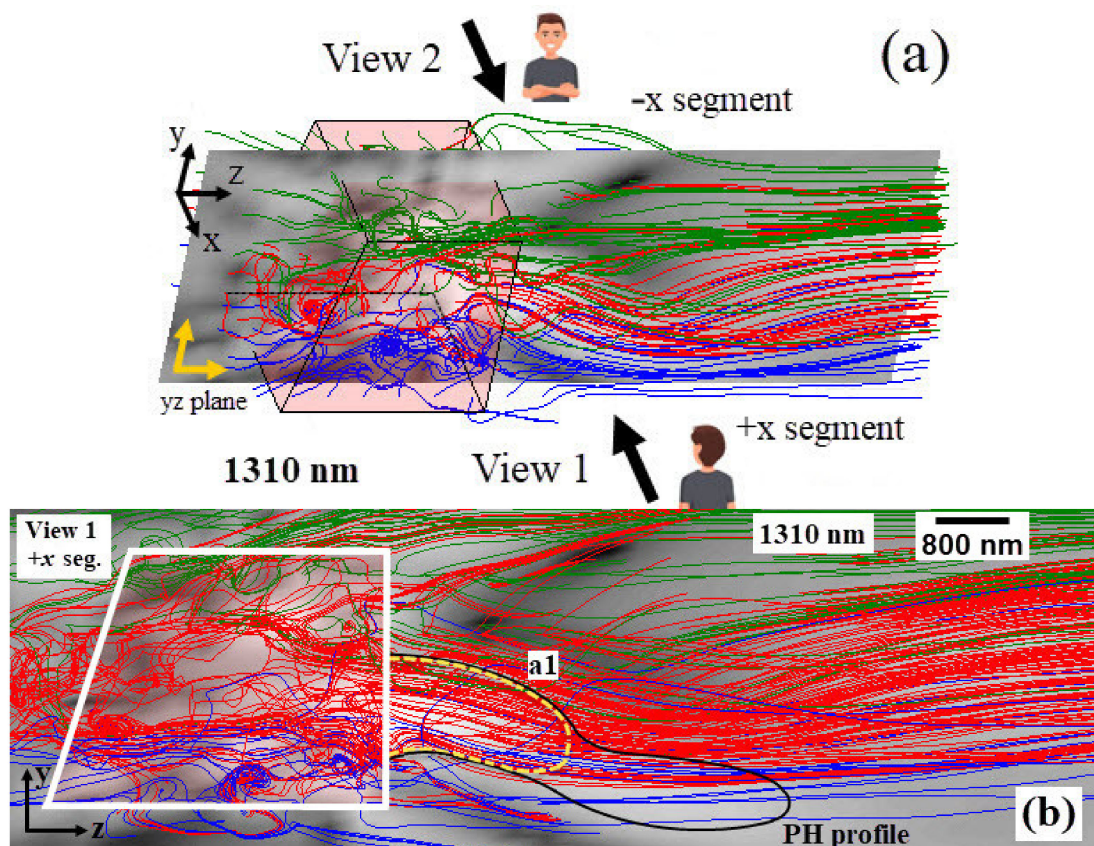 View 2
(a)
-x segment
y
z
x
yz plane
+x segment
1310 nm
View 1
View 1
+x seg.
1310 nm
800 nm
a1
y
z
PH profile
(b)